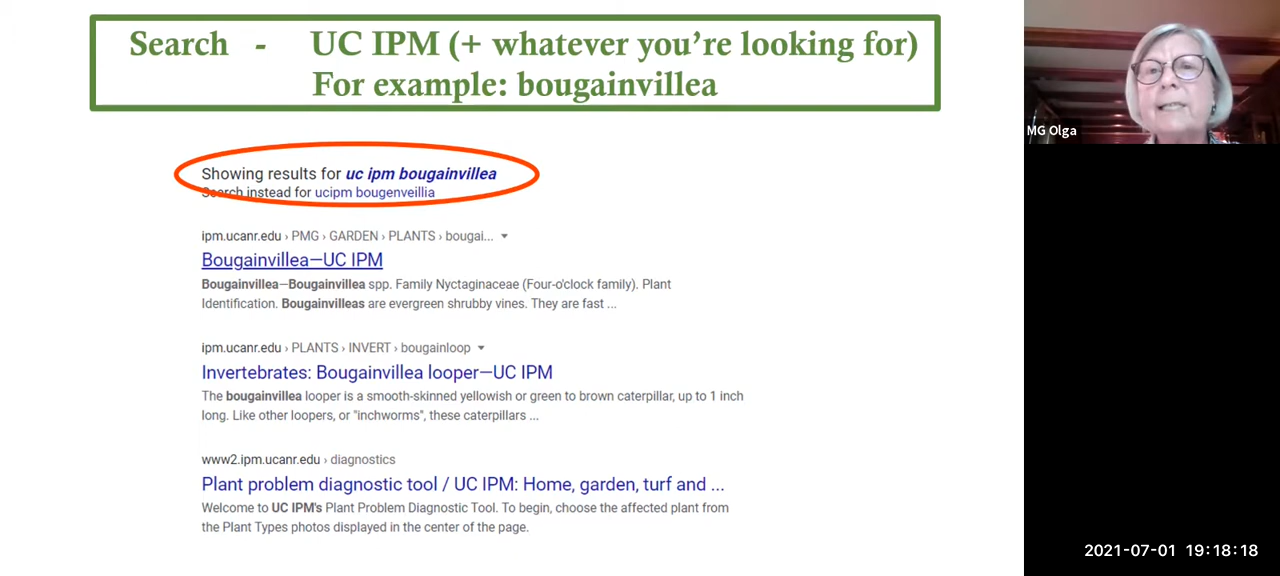 Search - UC IPM (+ whatever you're looking for)
For example: bougainvillea
Showing results for uc ipm bougainvillea
Search instead for ucipm bougenveillia
ipm.ucanr.edu › PMG › GARDEN › PLANTS › bougai...
Bougainvillea—UC IPM
Bougainvillea—Bougainvillea spp. Family Nyctaginaceae (Four-o'clock family). Plant
Identification. Bougainvilleas are evergreen shrubby vines. They are fast ...
ipm.ucanr.edu › PLANTS › INVERT › bougainloop
Invertebrates: Bougainvillea looper—UC IPM
The bougainvillea looper is a smooth-skinned yellowish or green to brown caterpillar, up to 1 inch
long. Like other loopers, or "inchworms", these caterpillars ...
www2.ipm.ucanr.edu › diagnostics
Plant problem diagnostic tool / UC IPM: Home, garden, turf and ...
Welcome to UC IPM's Plant Problem Diagnostic Tool. To begin, choose the affected plant from
the Plant Types photos displayed in the center of the page.
MG Olga
2021-07-01 19:18:18